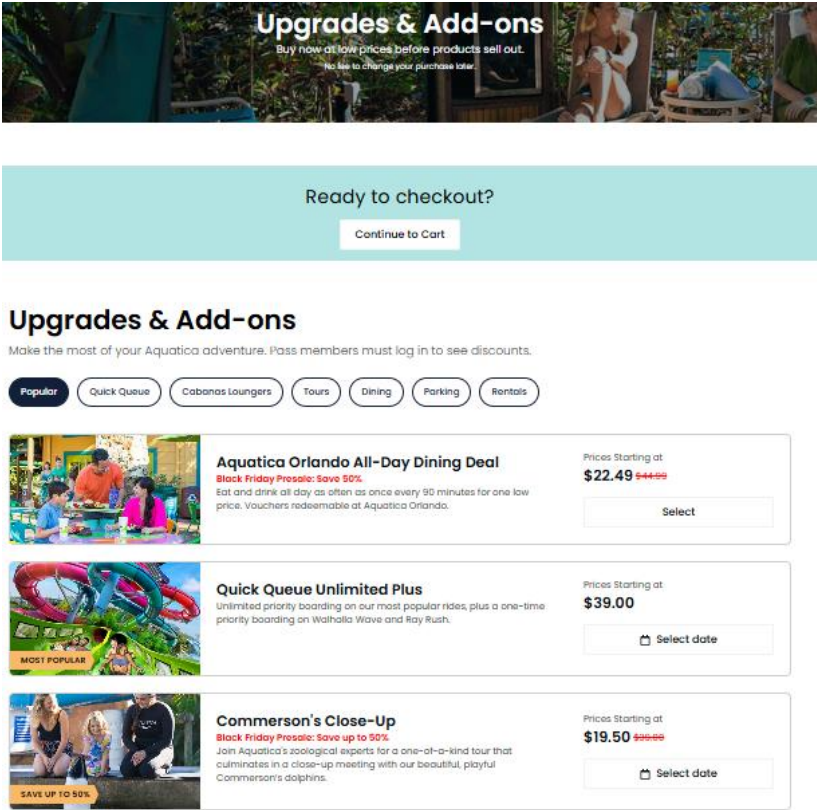 Upgrades & Add-ons
Buy now at low prices before products sell out.
No fee to change your purchase later.
Ready to checkout?
Continue to Cart
Upgrades & Add-ons
Make the most of your Aquatica adventure. Pass members must log in to see discounts.
Popular
Quick Queue
Cabanas Loungers
Tours
Dining
Parking
Rentals
Aquatica Orlando All-Day Dining Deal
Black Friday Presale: Save 50%
Eat and drink all day as often as once every 90 minutes for one low
price. Vouchers redeemable at Aquatica Orlando.
Prices Starting at
$22.49 $44.99
Select
MOST POPULAR
Quick Queue Unlimited Plus
Unlimited priority boarding on our most popular rides, plus a one-time
priority boarding on Walhalla Wave and Ray Rush.
Prices Starting at
$39.00
Select date
SAVE UP TO 50%
Commerson's Close-Up
Black Friday Presale: Save up to 50%
Join Aquatica's zoological experts for a one-of-a-kind tour that
culminates in a close-up meeting with our beautiful, playful
Commerson's dolphins.
Prices Starting at
$19.50 $39.00
Select date